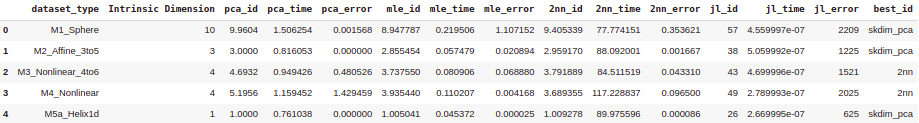 dataset_type Intrinsic Dimension pca_id pca_time pca_error mle_id mle_time mle_error 2nn_id 2nn_time 2nn_error jl_id jl_time jl_error best_id
0 M1_Sphere 10 9.9604 1.506254 0.001568 8.947787 0.219506 1.107152 9.405339 77.774151 0.353621 57 4.559997e-07 2209 skdim_pca
1 M2_Affine_3to5 3 3.0000 0.816053 0.000000 2.855454 0.057479 0.020894 2.959170 88.092001 0.001667 38 5.059992e-07 1225 skdim_pca
2 M3_Nonlinear_4to6 4 4.6932 0.949426 0.480526 3.737550 0.080906 0.068880 3.791889 84.511519 0.043310 43 4.699996e-07 1521 2nn
3 M4_Nonlinear 4 5.1956 1.159452 1.429459 3.935440 0.110207 0.004168 3.689355 117.228837 0.096500 49 2.789993e-07 2025 2nn
4 M5a_Helix1d 1 1.0000 0.761038 0.000000 1.005041 0.045372 0.000025 1.009278 89.975596 0.000086 26 2.669995e-07 625 skdim_pca